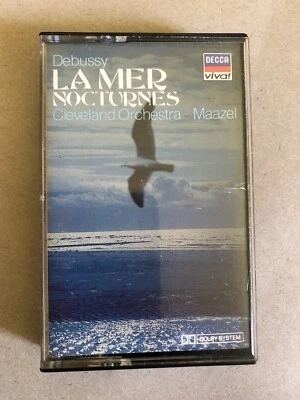 Debussy
LA MER
NOCTURNES
Cleveland Orchestra Maazel
DECCA
viva!
DOLBY SYSTEM